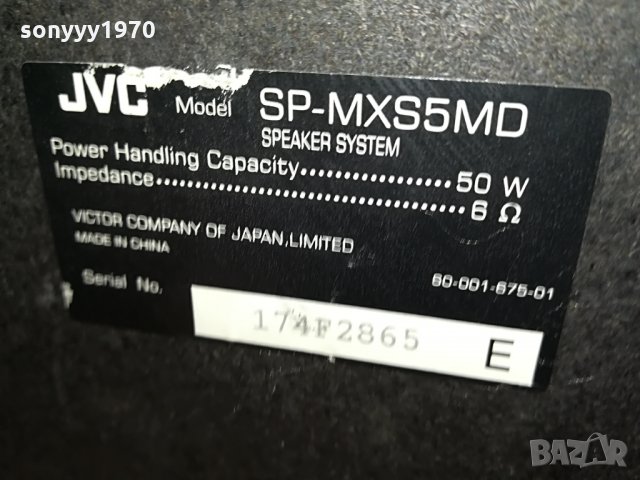 sonyyy1970
JVC Model SP-MXS5MD
SPEAKER SYSTEM
Power Handling Capacity....................50 W
Impedance........................................6 Ω
VICTOR COMPANY OF JAPAN,LIMITED
MADE IN CHINA
60-001-675-01
Serial No. 174F2865 E
BAZAR